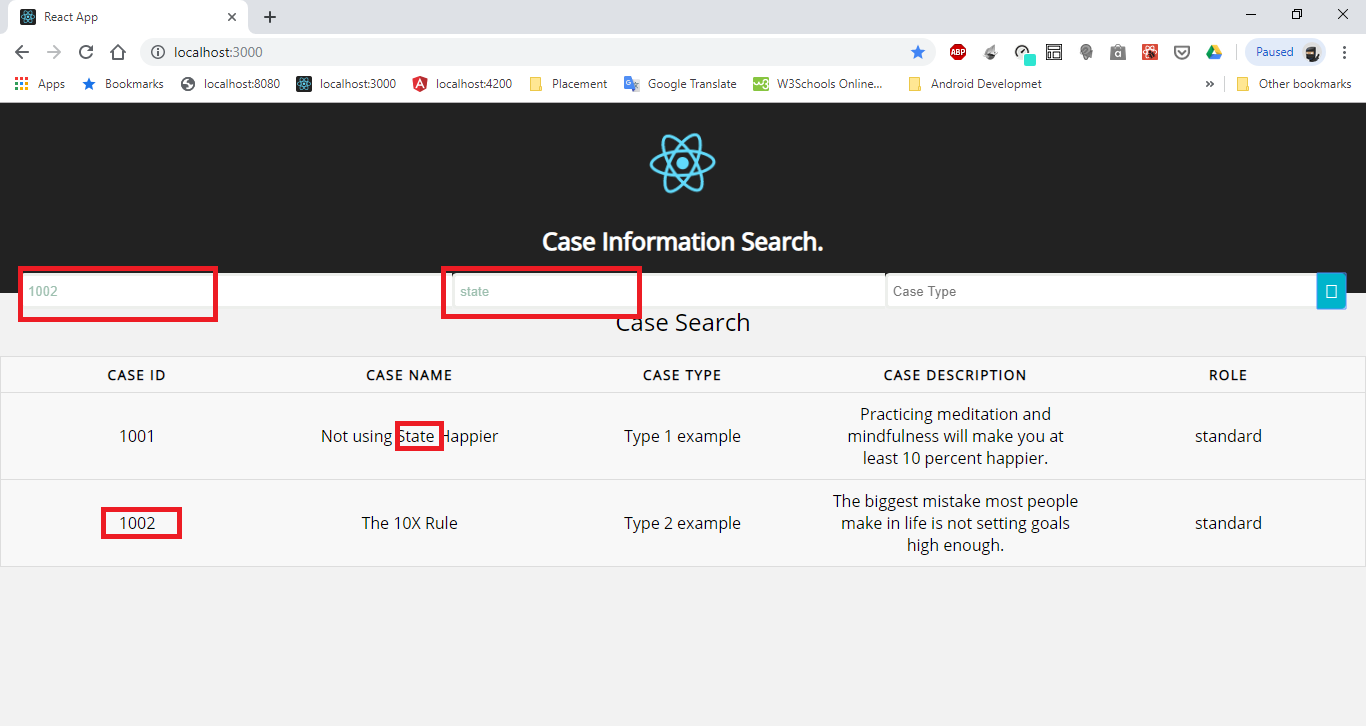 React App
localhost:3000
ABP
a
Paused
Apps
Bookmarks
localhost:8080
localhost:3000
localhost:4200
Placement
Google Translate
W3Schools Online...
Android Developmet
»
Other bookmarks
Case Information Search.
1002
state
Case Type
Case Search
CASE ID CASE NAME CASE TYPE CASE DESCRIPTION ROLE
1001 Not using State Happier Type 1 example Practicing meditation and
mindfulness will make you at
least 10 percent happier.
standard
1002 The 10X Rule Type 2 example The biggest mistake most people
make in life is not setting goals
high enough.
standard